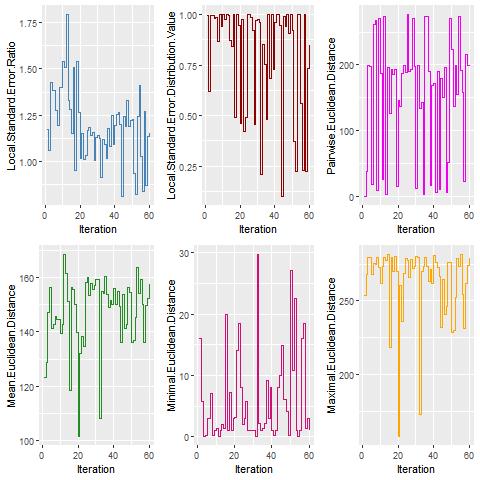 Local.Standard.Error.Ratio
1.75
1.50
1.25
1.00
0 20 40 60
Iteration
Local.Standard.Error.Distribution.Value
1.00
0.75
0.50
0.25
0 20 40 60
Iteration
Pairwise.Euclidean.Distance
200
100
0
0 20 40 60
Iteration
Mean.Euclidean.Distance
160
140
120
100
0 20 40 60
Iteration
Minimal.Euclidean.Distance
30
20
10
0
0 20 40 60
Iteration
Maximal.Euclidean.Distance
250
200
0 20 40 60
Iteration